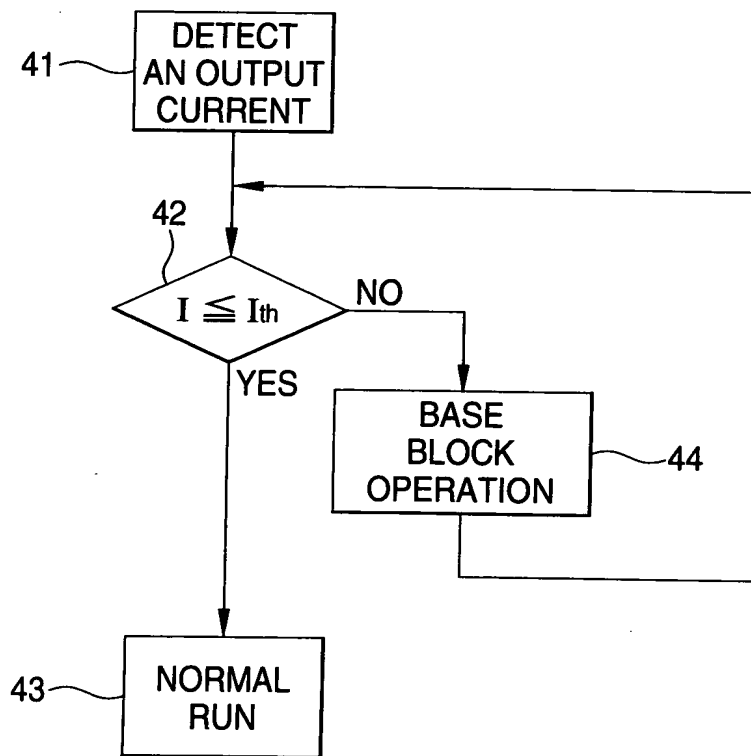 41
DETECT
AN OUTPUT
CURRENT
42
I ≦ Ith
NO
YES
BASE
BLOCK
OPERATION
44
43
NORMAL
RUN